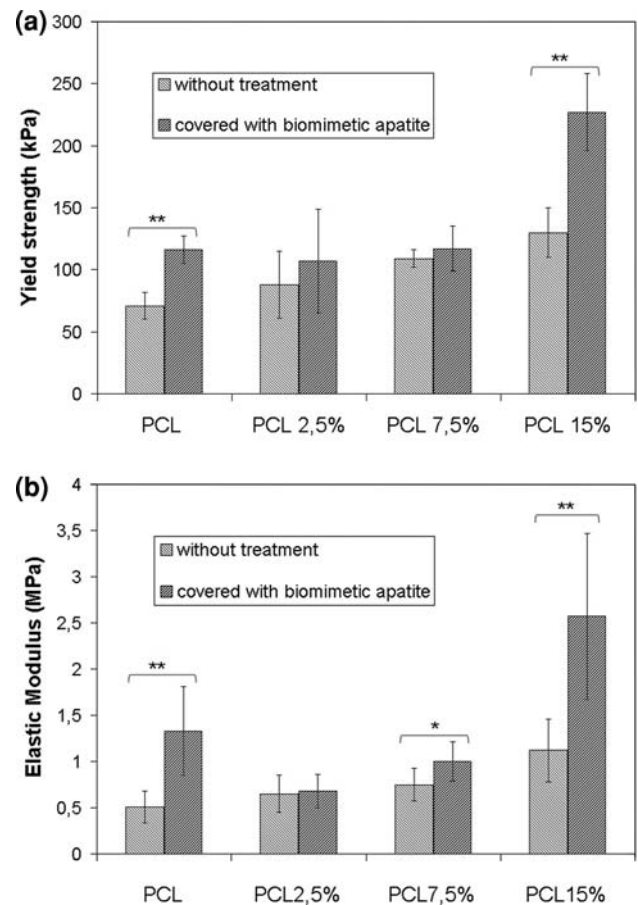 (a)
300
250
200
150
100
50
0
Yield strength (kPa)
without treatment
covered with biomimetic apatite
**
**
PCL PCL 2,5% PCL 7,5% PCL 15%
(b)
4
3,5
3
2,5
2
1,5
1
0,5
0
Elastic Modulus (MPa)
without treatment
covered with biomimetic apatite
**
*
**
PCL PCL2,5% PCL7,5% PCL15%